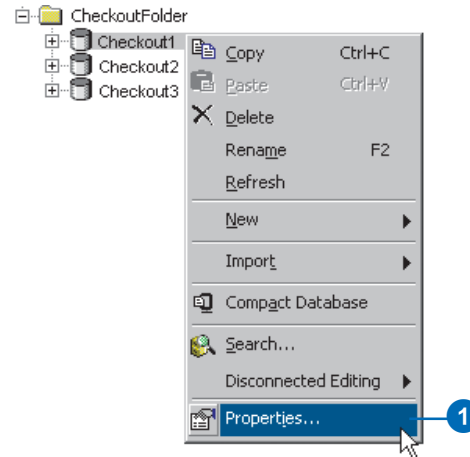 CheckoutFolder
Checkout1
Checkout2
Checkout3
Copy Ctrl+C
Paste Ctrl+V
Delete
Rename F2
Refresh
New
Import
Compact Database
Search...
Disconnected Editing
Properties... 1